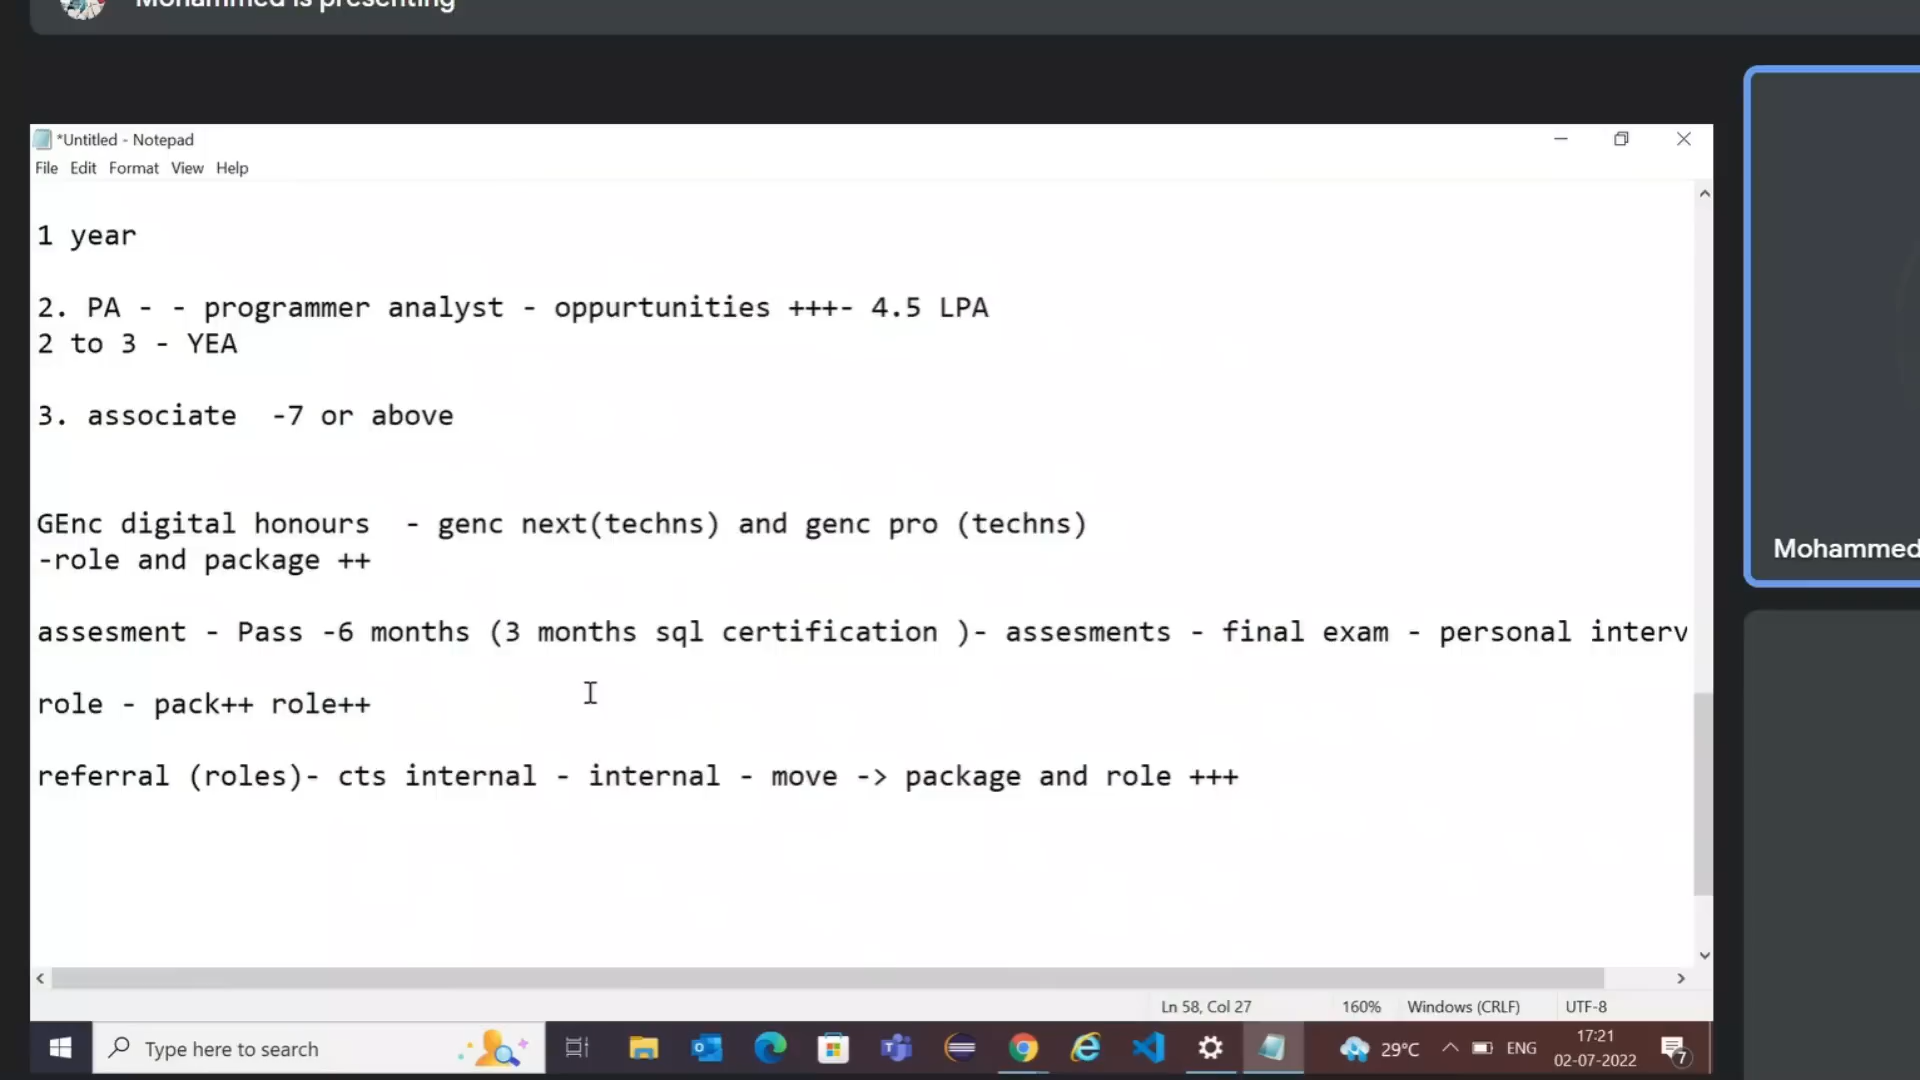 Mohammed is presenting
*Untitled - Notepad
File Edit Format View Help
1 year
2. PA - - programmer analyst - oppurtunities +++- 4.5 LPA
2 to 3 - YEA
3. associate  -7 or above
GEnc digital honours  - genc next(techns) and genc pro (techns)
-role and package ++
assesment - Pass -6 months (3 months sql certification )- assesments - final exam - personal interv
role - pack++ role++
referral (roles)- cts internal - internal - move -> package and role +++
Mohammed
Ln 58, Col 27 160% Windows (CRLF) UTF-8
Type here to search
29°C ENG
17:21
02-07-2022
7